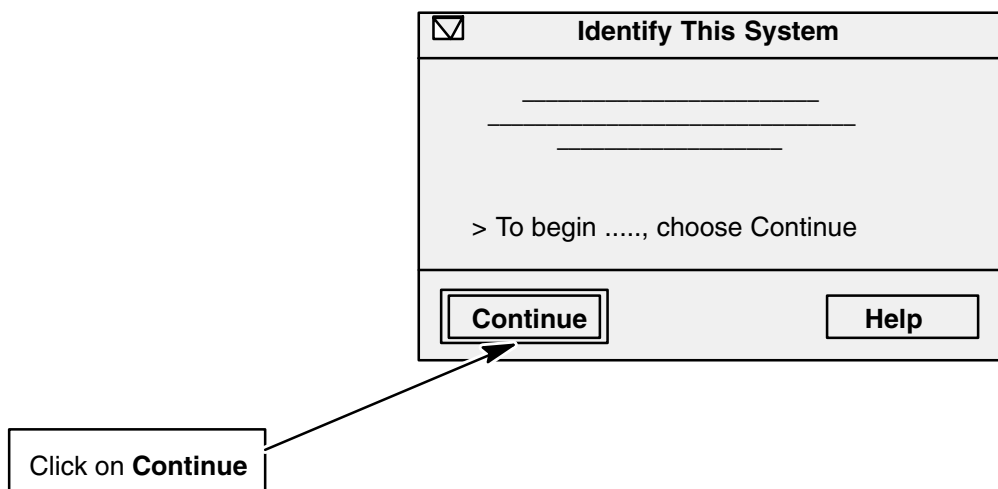 Identify This System
> To begin ....., choose Continue
Continue
Help
Click on Continue